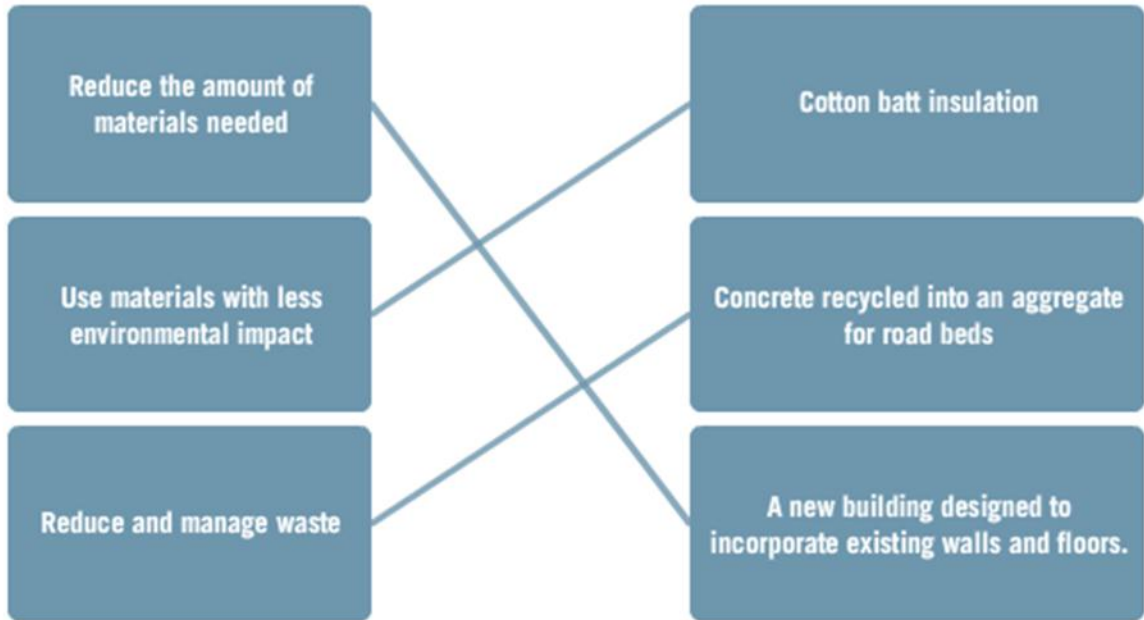 Reduce the amount of
materials needed
Cotton batt insulation
Use materials with less
environmental impact
Concrete recycled into an aggregate
for road beds
Reduce and manage waste
A new building designed to
incorporate existing walls and floors.